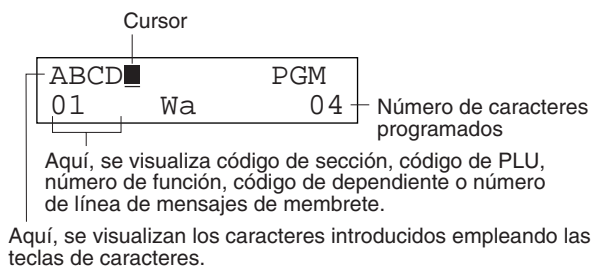 Cursor
ABCD PGM
01 Wa 04
Número de caracteres
programados
Aquí, se visualiza código de sección, código de PLU,
número de función, código de dependiente o número
de línea de mensajes de membrete.
Aquí, se visualizan los caracteres introducidos empleando las
teclas de caracteres.